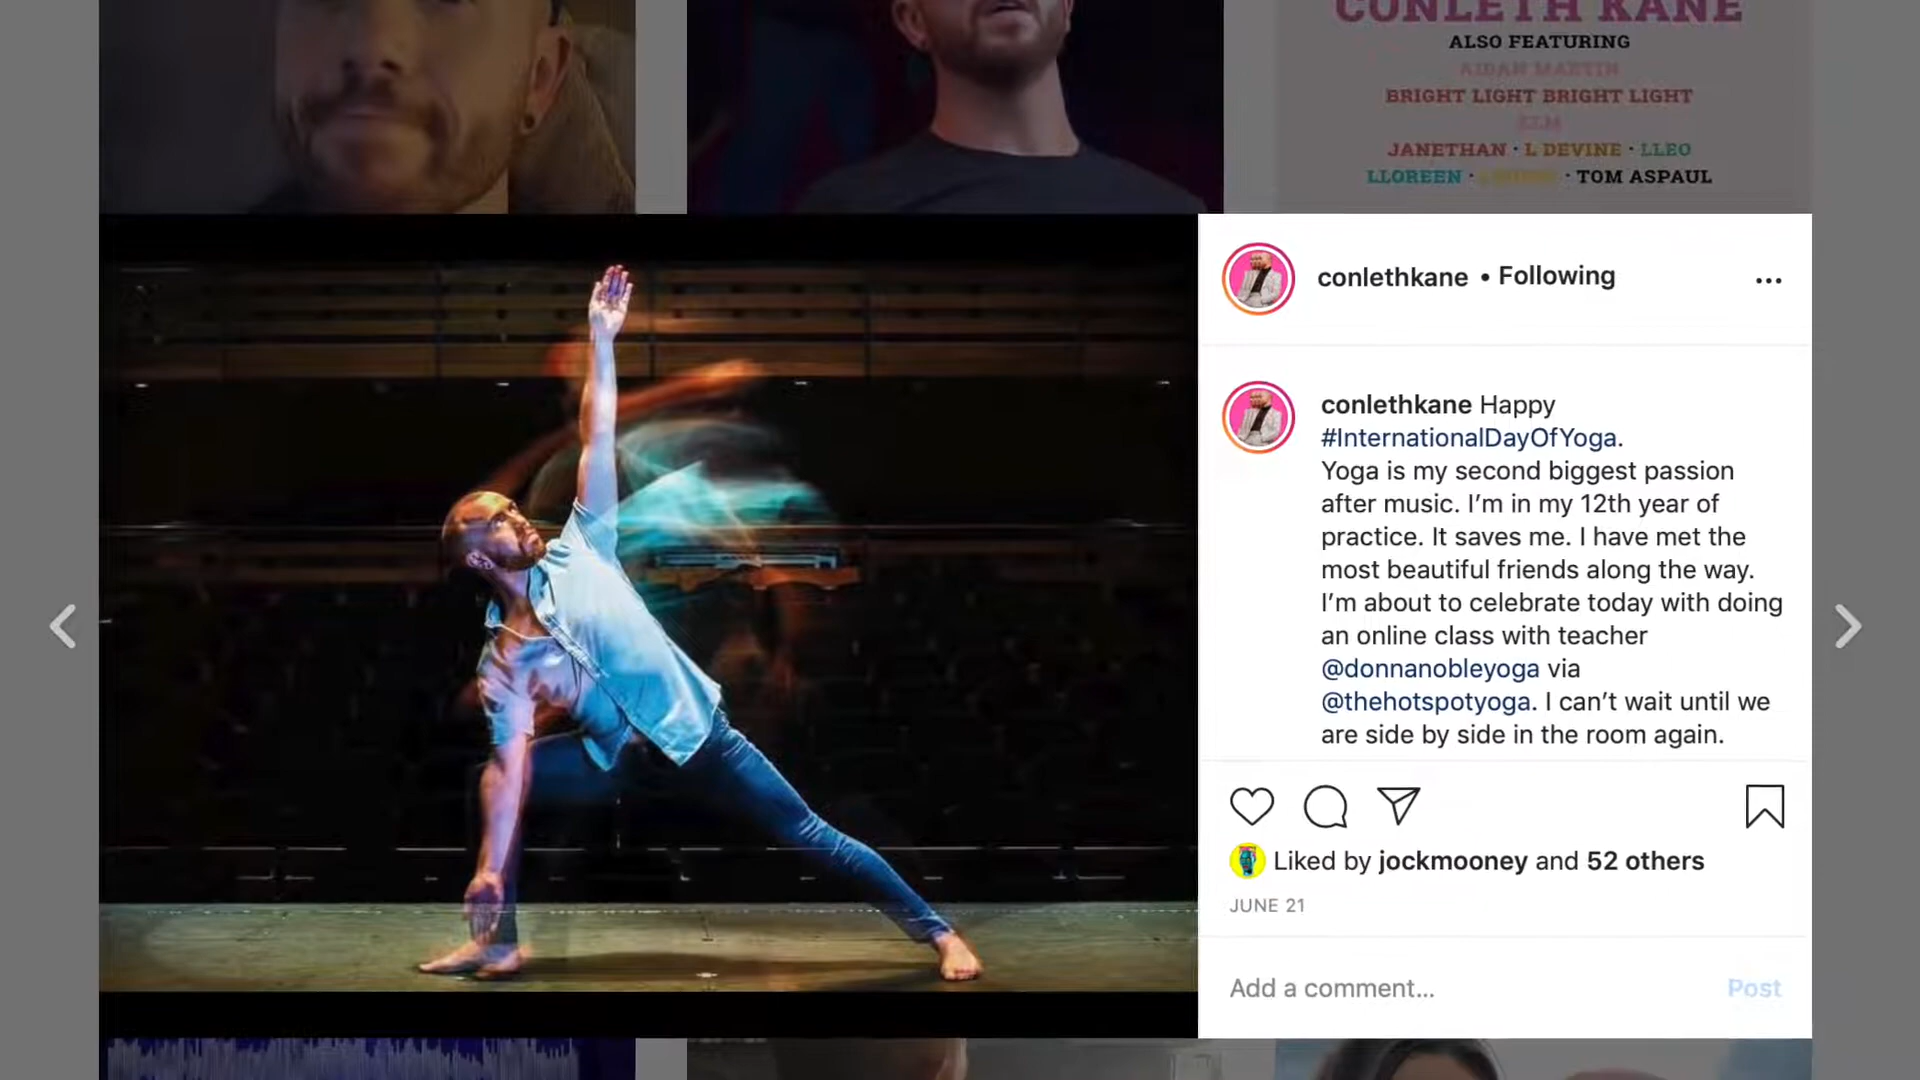 CONLETH KANE
ALSO FEATURING
AIDAN MARTIN
BRIGHT LIGHT BRIGHT LIGHT
JANETHAN · L DEVINE · LLEO
LLOREEN · · TOM ASPAUL
conlethkane • Following
conlethkane Happy
#InternationalDayOfYoga.
Yoga is my second biggest passion
after music. I’m in my 12th year of
practice. It saves me. I have met the
most beautiful friends along the way.
I’m about to celebrate today with doing
an online class with teacher
@donnanobleyoga via
@thehotspotyoga. I can’t wait until we
are side by side in the room again.
Liked by jockmooney and 52 others
JUNE 21
Add a comment... Post